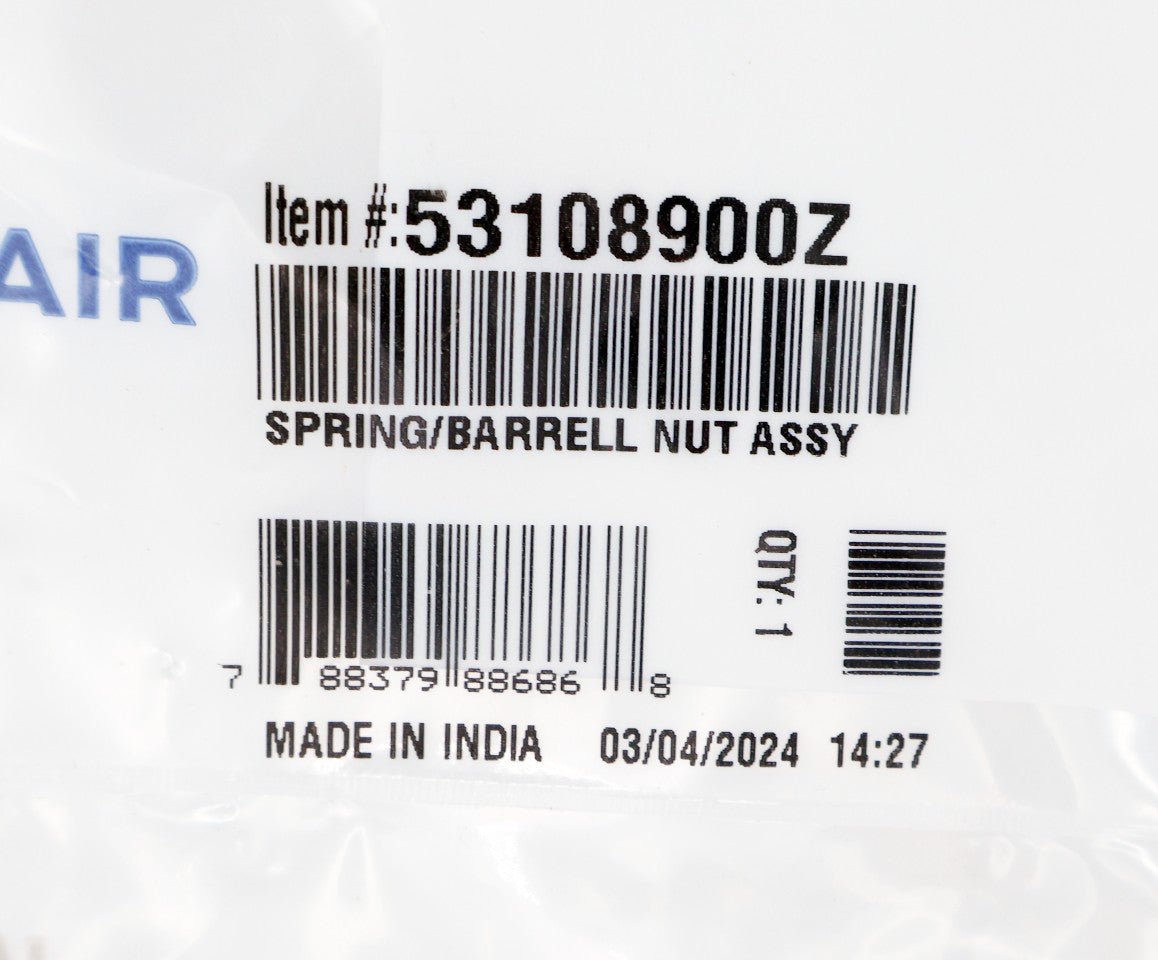 AIR
Item #:53108900Z
SPRING/BARRELL NUT ASSY
QTY: 1
7 88379 88686 8
MADE IN INDIA 03/04/2024 14:27